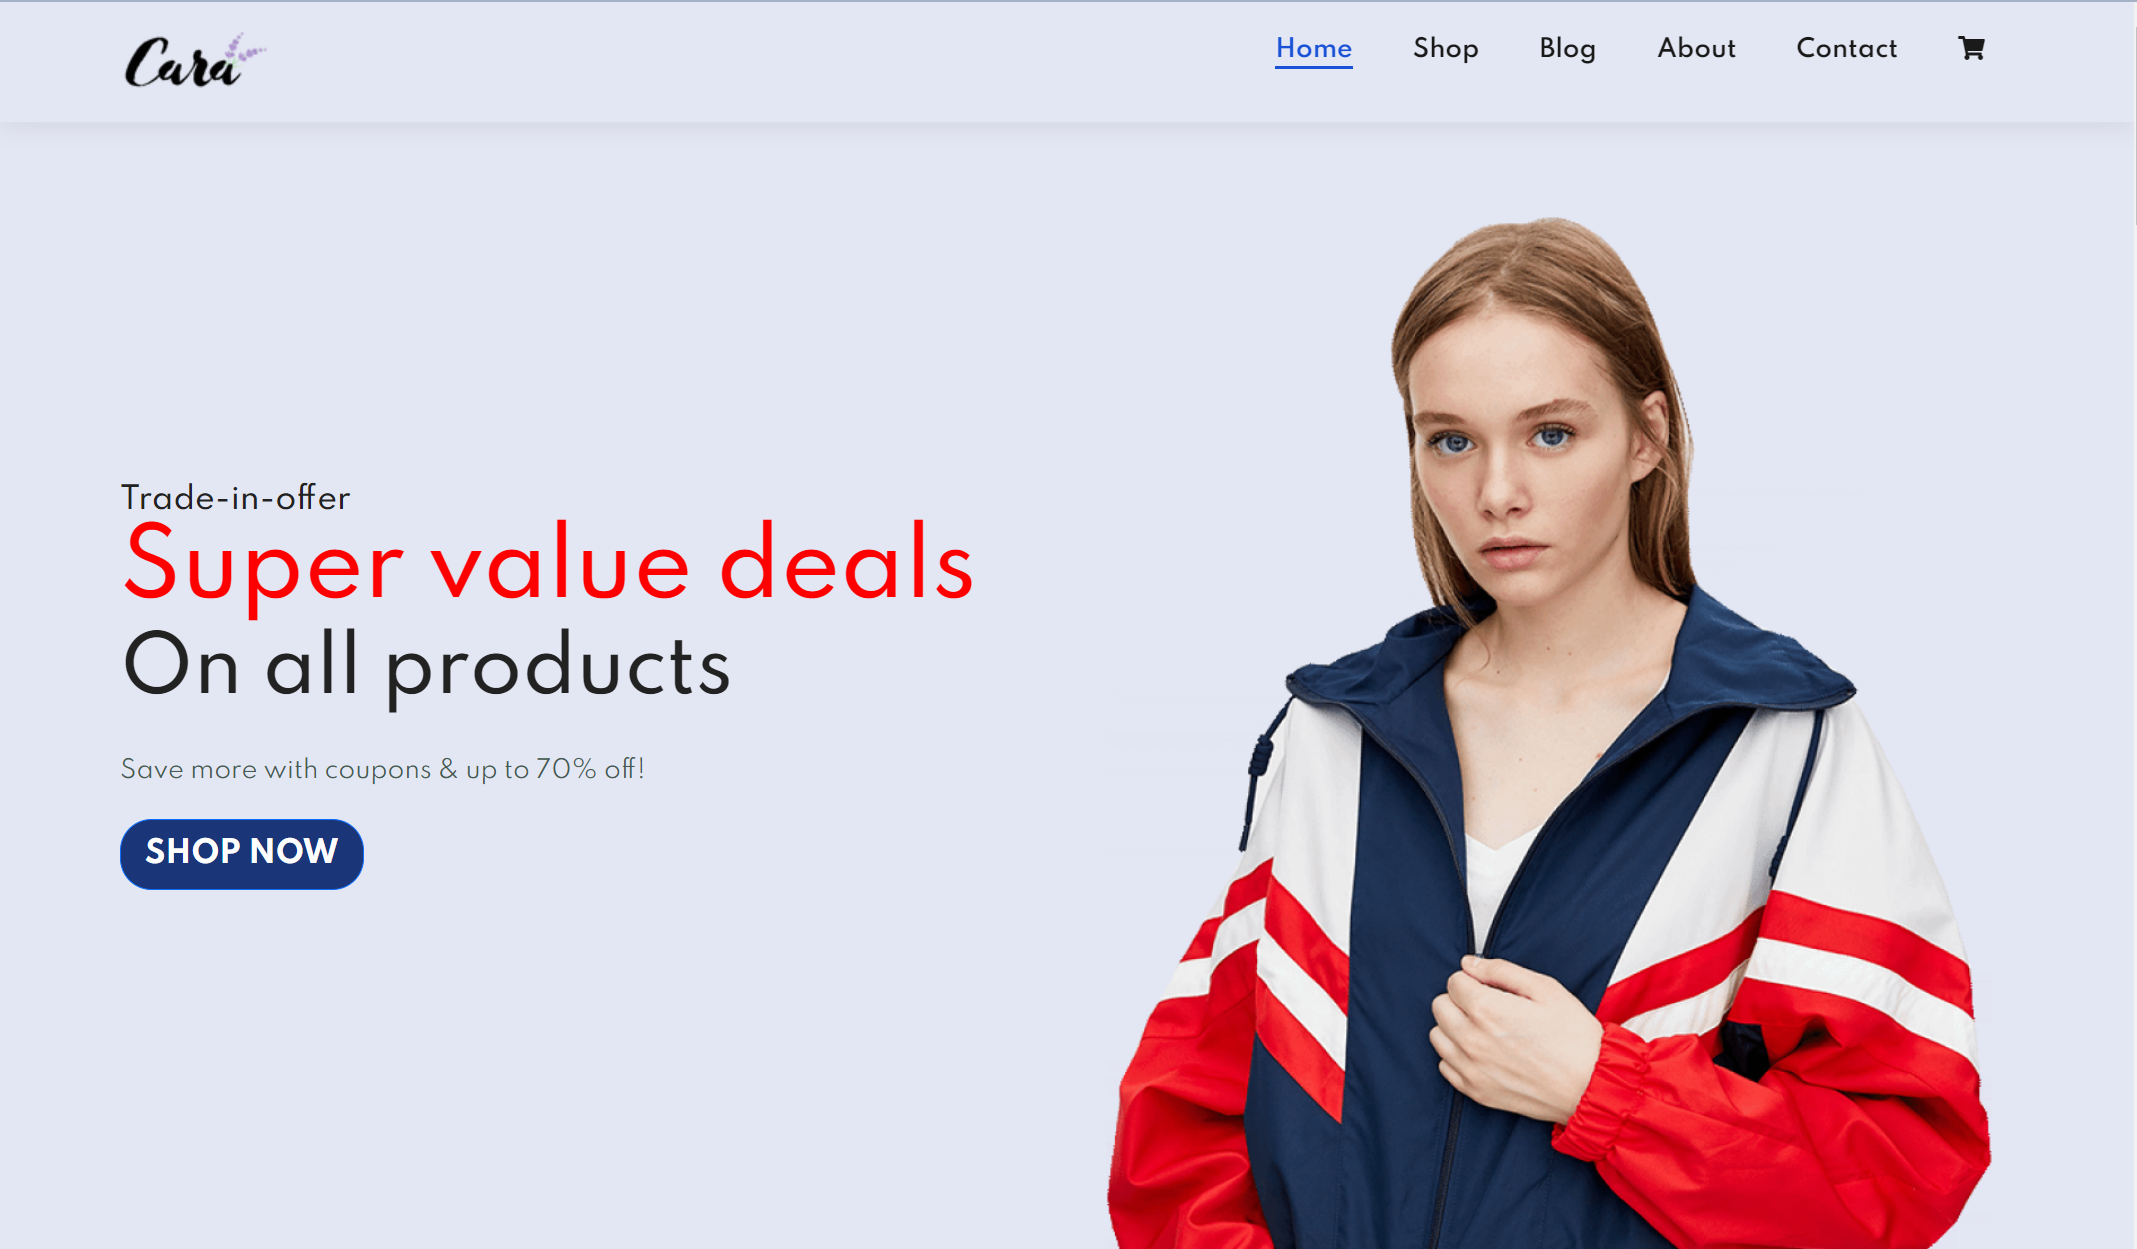 Cara
Home Shop Blog About Contact
Trade-in-offer
Super value deals
On all products
Save more with coupons & up to 70% off!
SHOP NOW